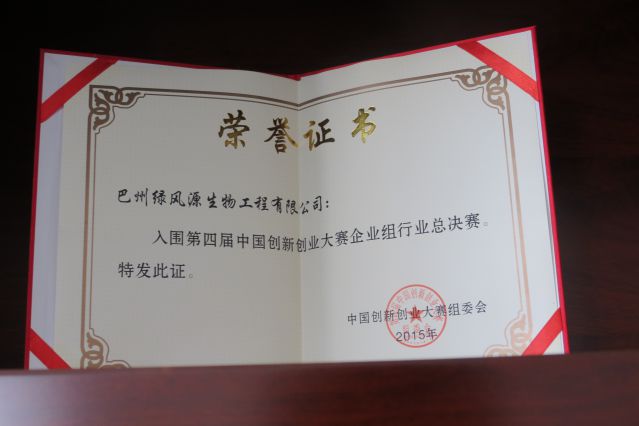 荣誉证书
巴州绿风源生物工程有限公司：
入围第四届中国创新创业大赛企业组行业总决赛。
特发此证。
中国创新创业大赛组委会
2015年